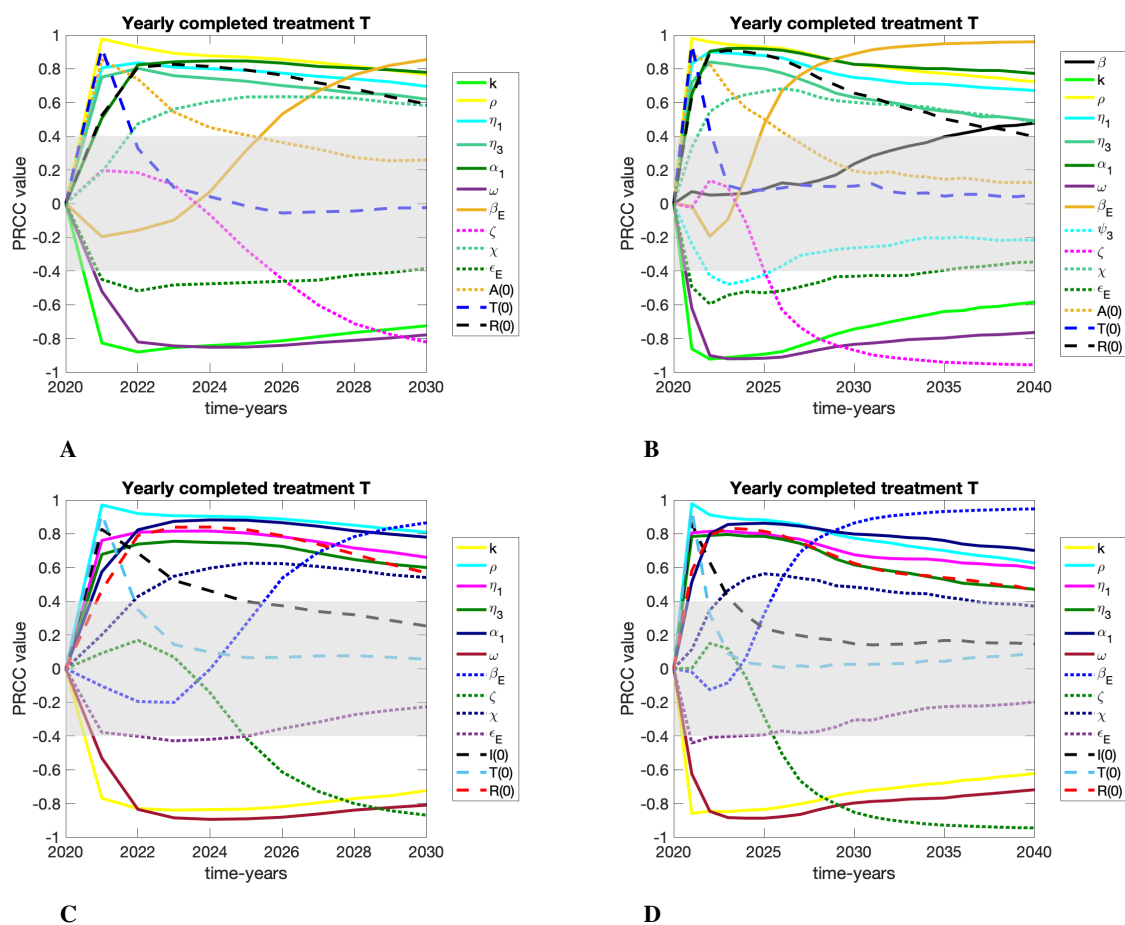 Yearly completed treatment T
PRCC value
1
0.8
0.6
0.4
0.2
0
-0.2
-0.4
-0.6
-0.8
-1
2020 2022 2024 2026 2028 2030
time-years
k
ρ
η1
η3
α1
ω
βE
ζ
χ
ϵE
A(0)
T(0)
R(0)
A
Yearly completed treatment T
PRCC value
1
0.8
0.6
0.4
0.2
0
-0.2
-0.4
-0.6
-0.8
-1
2020 2025 2030 2035 2040
time-years
β
k
ρ
η1
η3
α1
ω
βE
ψ3
ζ
χ
ϵE
A(0)
T(0)
R(0)
B
Yearly completed treatment T
PRCC value
1
0.8
0.6
0.4
0.2
0
-0.2
-0.4
-0.6
-0.8
-1
2020 2022 2024 2026 2028 2030
time-years
k
ρ
η1
η3
α1
ω
βE
ζ
χ
ϵE
I(0)
T(0)
R(0)
C
Yearly completed treatment T
PRCC value
1
0.8
0.6
0.4
0.2
0
-0.2
-0.4
-0.6
-0.8
-1
2020 2025 2030 2035 2040
time-years
k
ρ
η1
η3
α1
ω
βE
ζ
χ
ϵE
I(0)
T(0)
R(0)
D